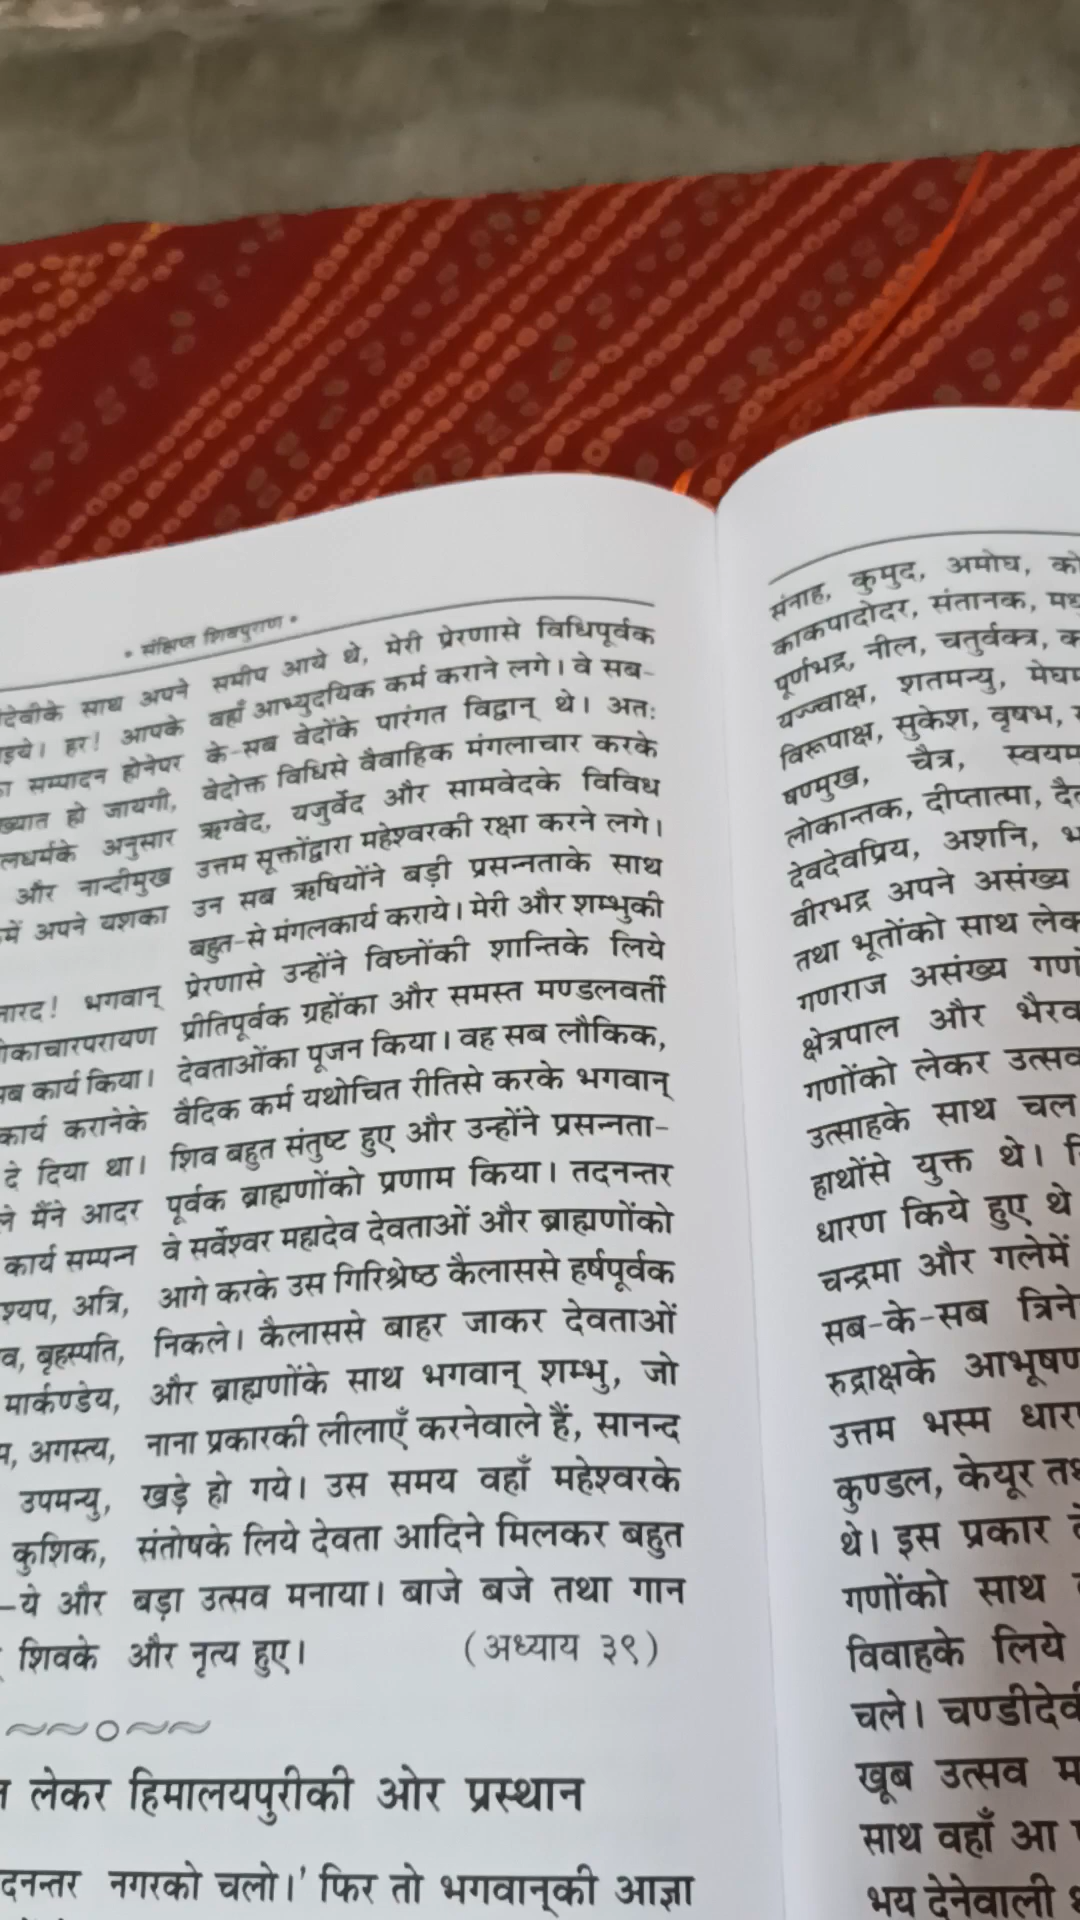 • संक्षिप्त शिवपुराण •
साथ अपने
हर! आपके
सम्पादन होनेपर
हो जायगी,
अनुसार
और नान्दीमुख
में अपने यशका
भगवान्
कार्य किया।
कार्य करानेके
दे दिया था।
मैंने आदर
कार्य सम्पन्न
अत्रि,
बृहस्पति,
मार्कण्डेय,
अगस्त्य,
उपमन्यु,
कुशिक,
–ये और
शिवके
समीप आये थे, मेरी प्रेरणासे विधिपूर्वक
वहाँ आभ्युदयिक कर्म कराने लगे। वे सब-
के-सब वेदोंके पारंगत विद्वान् थे। अतः
वेदोक्त विधिसे वैवाहिक मंगलाचार करके
ऋग्वेद, यजुर्वेद और सामवेदके विविध
उत्तम सूक्तोंद्वारा महेश्वरकी रक्षा करने लगे।
उन सब ऋषियोंने बड़ी प्रसन्नताके साथ
बहुत-से मंगलकार्य कराये। मेरी और शम्भुकी
प्रेरणासे उन्होंने विघ्नोंकी शान्तिके लिये
प्रीतिपूर्वक ग्रहोंका और समस्त मण्डलवर्ती
देवताओंका पूजन किया। वह सब लौकिक,
वैदिक कर्म यथोचित रीतिसे करके भगवान्
शिव बहुत संतुष्ट हुए और उन्होंने प्रसन्नता-
पूर्वक ब्राह्मणोंको प्रणाम किया। तदनन्तर
वे सर्वेश्वर महादेव देवताओं और ब्राह्मणोंको
आगे करके उस गिरिश्रेष्ठ कैलाससे हर्षपूर्वक
निकले। कैलाससे बाहर जाकर देवताओं
और ब्राह्मणोंके साथ भगवान् शम्भु, जो
नाना प्रकारकी लीलाएँ करनेवाले हैं, सानन्द
खड़े हो गये। उस समय वहाँ महेश्वरके
संतोषके लिये देवता आदिने मिलकर बहुत
बड़ा उत्सव मनाया। बाजे बजे तथा गान
और नृत्य हुए। (अध्याय ३९)
लेकर हिमालयपुरीकी ओर प्रस्थान
नगरको चलो।' फिर तो भगवान्‌की आज्ञा
संनाह, कुमुद, अमोघ,
काकपादोदर, संतानक,
पूर्णभद्र, नील, चतुर्वक्त्र,
यज्ज्वाक्ष, शतमन्यु,
विरूपाक्ष, सुकेश, वृषभ,
षण्मुख, चैत्र,
लोकान्तक, दीप्तात्मा,
देवदेवप्रिय, अशनि,
वीरभद्र अपने असंख्य
तथा भूतोंको साथ
गणराज असंख्य
क्षेत्रपाल और
गणोंको लेकर
उत्साहके साथ चल
हाथोंसे युक्त थे।
धारण किये हुए थे
चन्द्रमा और गलेमें
सब-के-सब
रुद्राक्षके
उत्तम भस्म
कुण्डल, केयूर
थे। इस प्रकार
गणोंको साथ
विवाहके लिये
चले।
खूब उत्सव
साथ वहाँ आ
भय देनेवाली